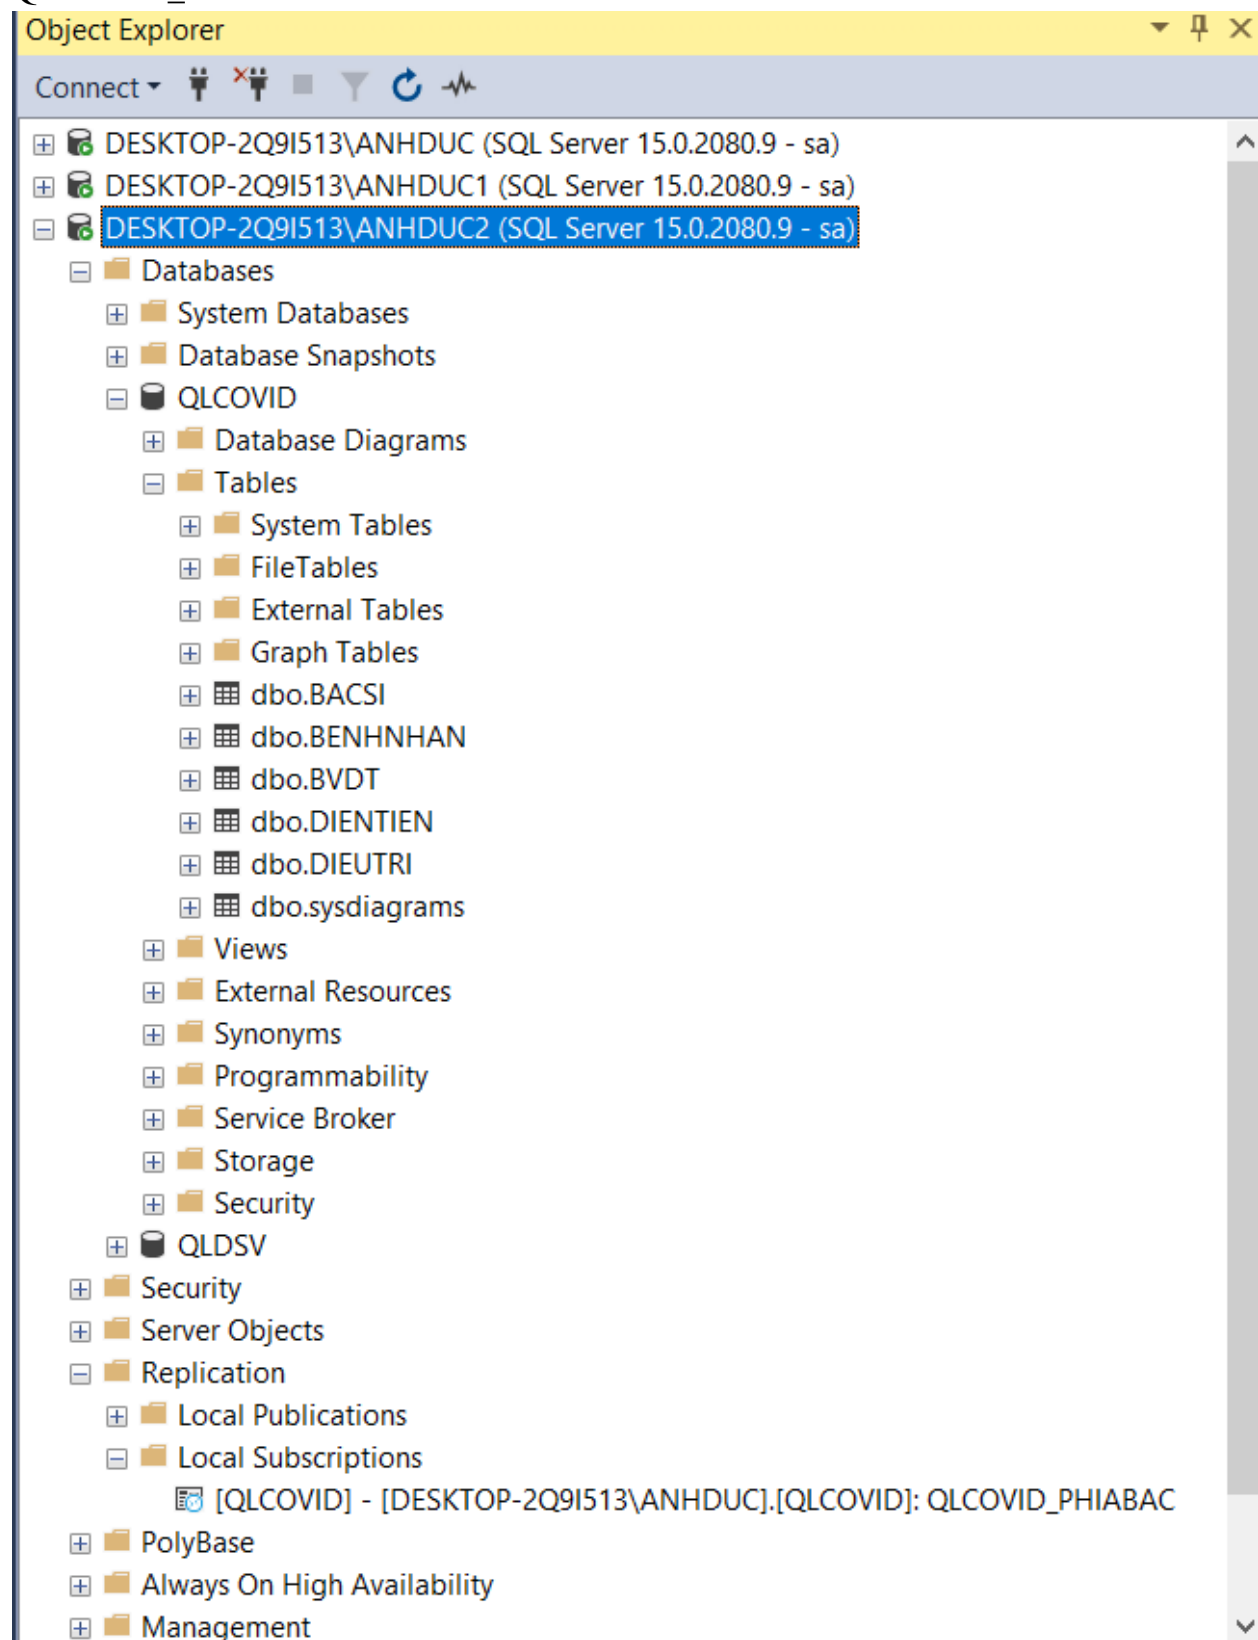 Object Explorer
Connect
DESKTOP-2Q9I513\ANHDUC (SQL Server 15.0.2080.9 - sa)
DESKTOP-2Q9I513\ANHDUC1 (SQL Server 15.0.2080.9 - sa)
DESKTOP-2Q9I513\ANHDUC2 (SQL Server 15.0.2080.9 - sa)
Databases
System Databases
Database Snapshots
QLCOVID
Database Diagrams
Tables
System Tables
FileTables
External Tables
Graph Tables
dbo.BACSI
dbo.BENHNHAN
dbo.BVDT
dbo.DIENTIEN
dbo.DIEUTRI
dbo.sysdiagrams
Views
External Resources
Synonyms
Programmability
Service Broker
Storage
Security
QLDSV
Security
Server Objects
Replication
Local Publications
Local Subscriptions
[QLCOVID] - [DESKTOP-2Q9I513\ANHDUC].[QLCOVID]: QLCOVID_PHIABAC
PolyBase
Always On High Availability
Management